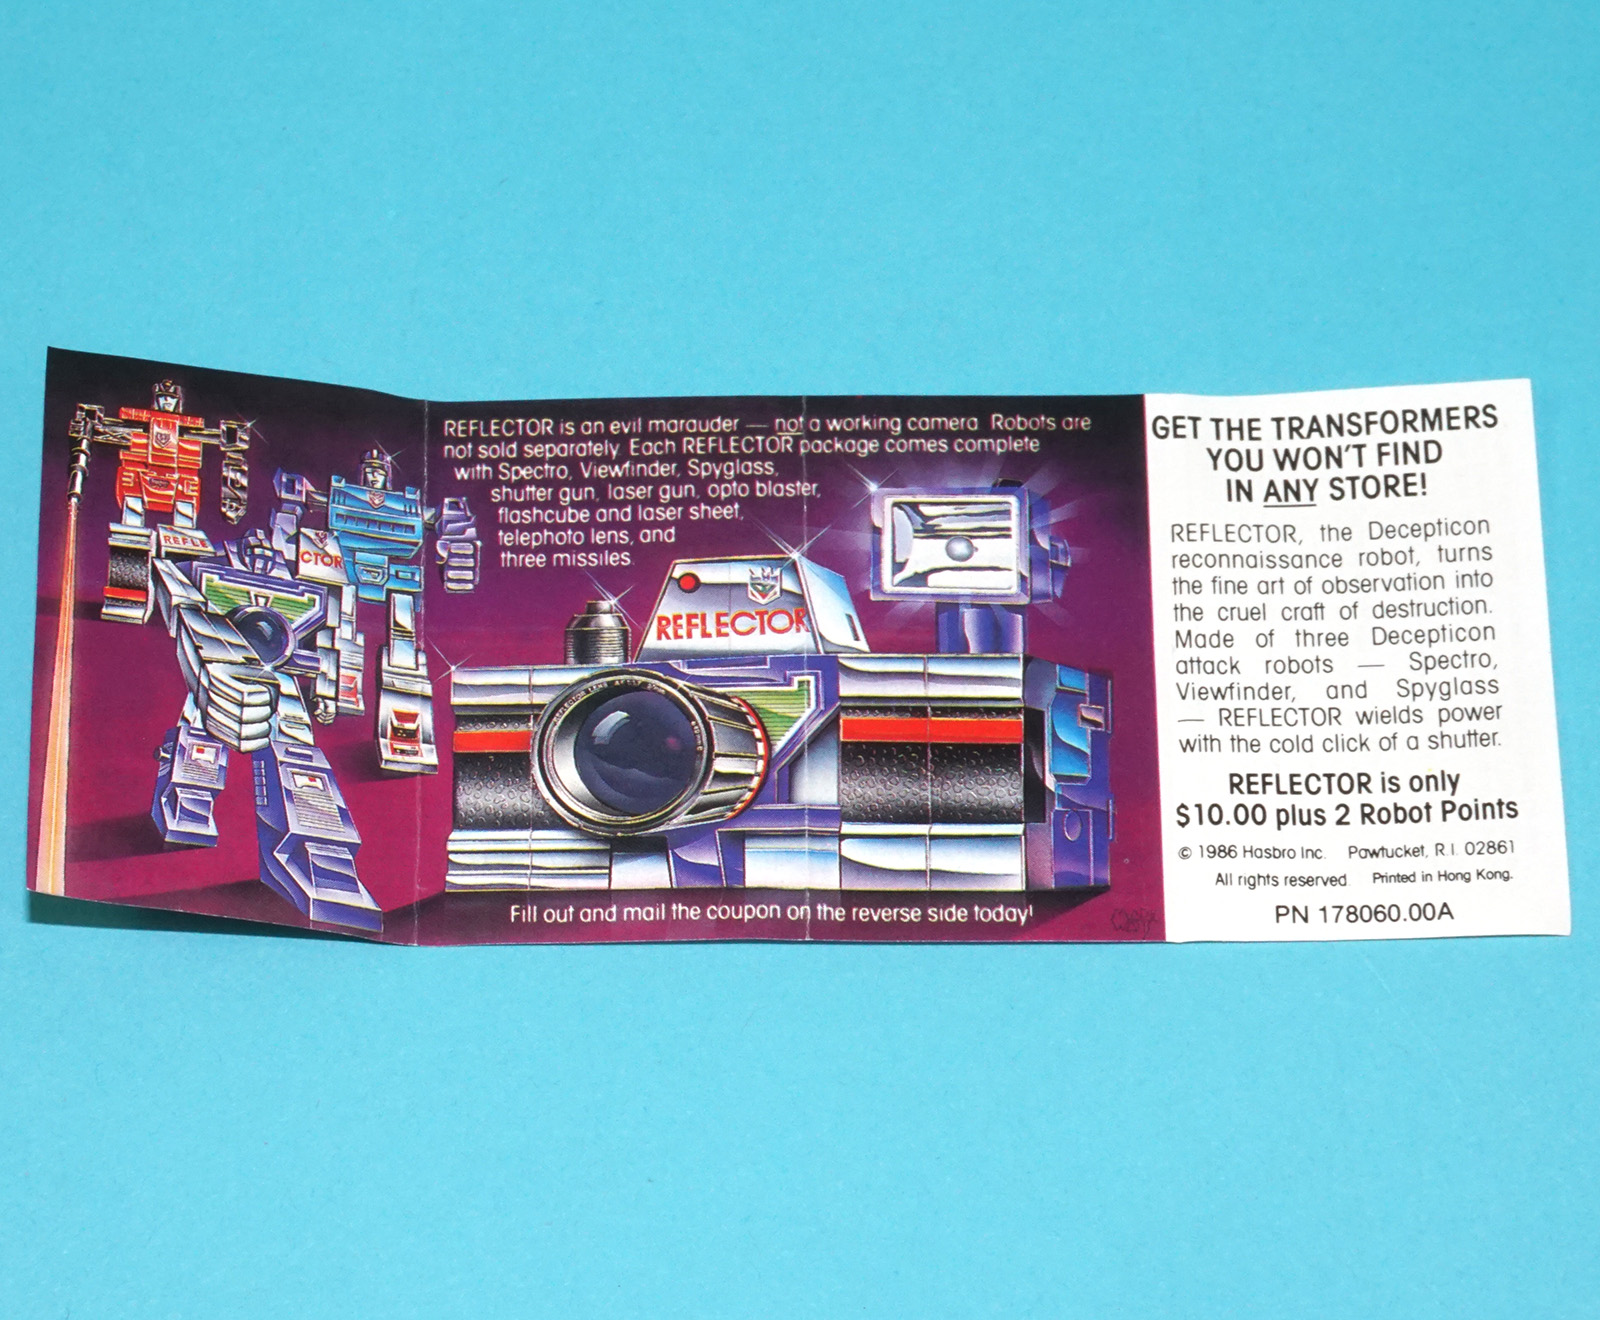 REFLECTOR is an evil marauder — not a working camera. Robots are
not sold separately. Each REFLECTOR package comes complete
with Spectro, Viewfinder, Spyglass,
shutter gun, laser gun, opto blaster,
flashcube and laser sheet,
telephoto lens, and
three missiles.
REFLE
CTOR
REFLECTOR
Fill out and mail the coupon on the reverse side today!
GET THE TRANSFORMERS
YOU WON'T FIND
IN ANY STORE!
REFLECTOR, the Decepticon
reconnaissance robot, turns
the fine art of observation into
the cruel craft of destruction.
Made of three Decepticon
attack robots — Spectro,
Viewfinder, and Spyglass
— REFLECTOR wields power
with the cold click of a shutter.
REFLECTOR is only
$10.00 plus 2 Robot Points
© 1986 Hasbro Inc. Pawtucket, R.I. 02861
All rights reserved. Printed in Hong Kong.
PN 178060.00A